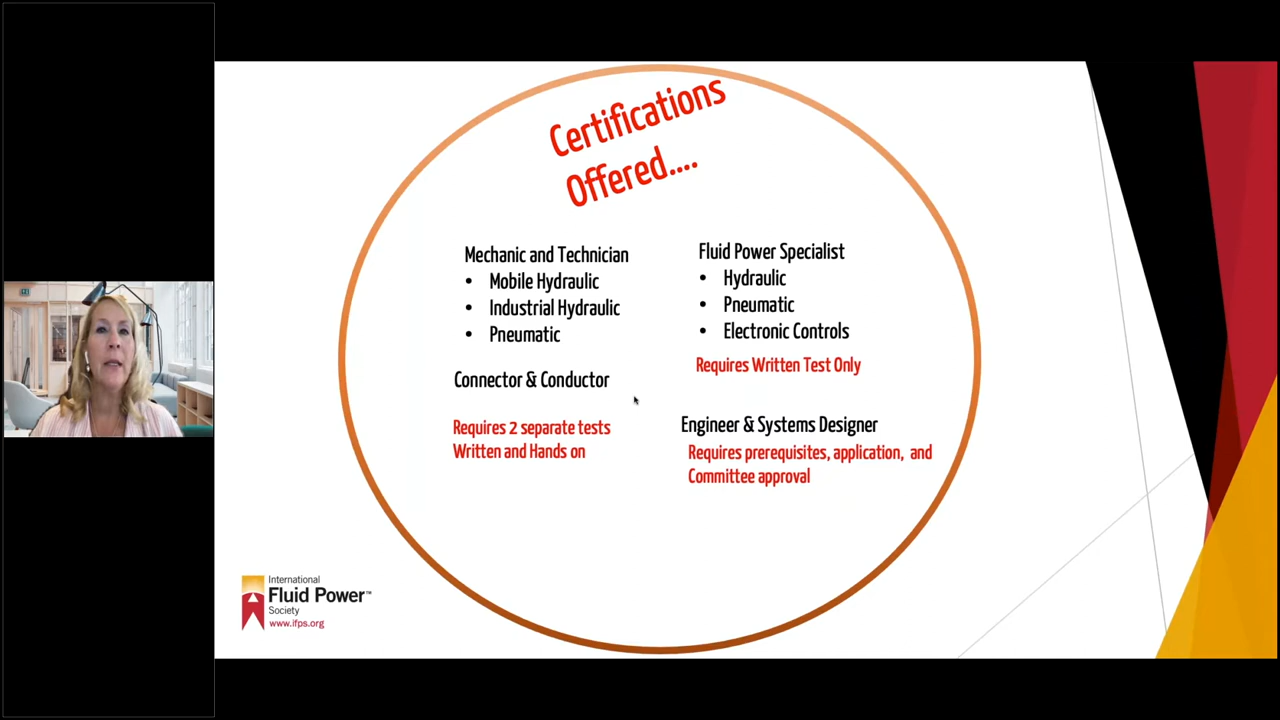 Certifications
Offered....
Mechanic and Technician
• Mobile Hydraulic
• Industrial Hydraulic
• Pneumatic
Connector & Conductor
Requires 2 separate tests
Written and Hands on
Fluid Power Specialist
• Hydraulic
• Pneumatic
• Electronic Controls
Requires Written Test Only
Engineer & Systems Designer
Requires prerequisites, application, and
Committee approval
International
Fluid Power™
Society
www.ifps.org